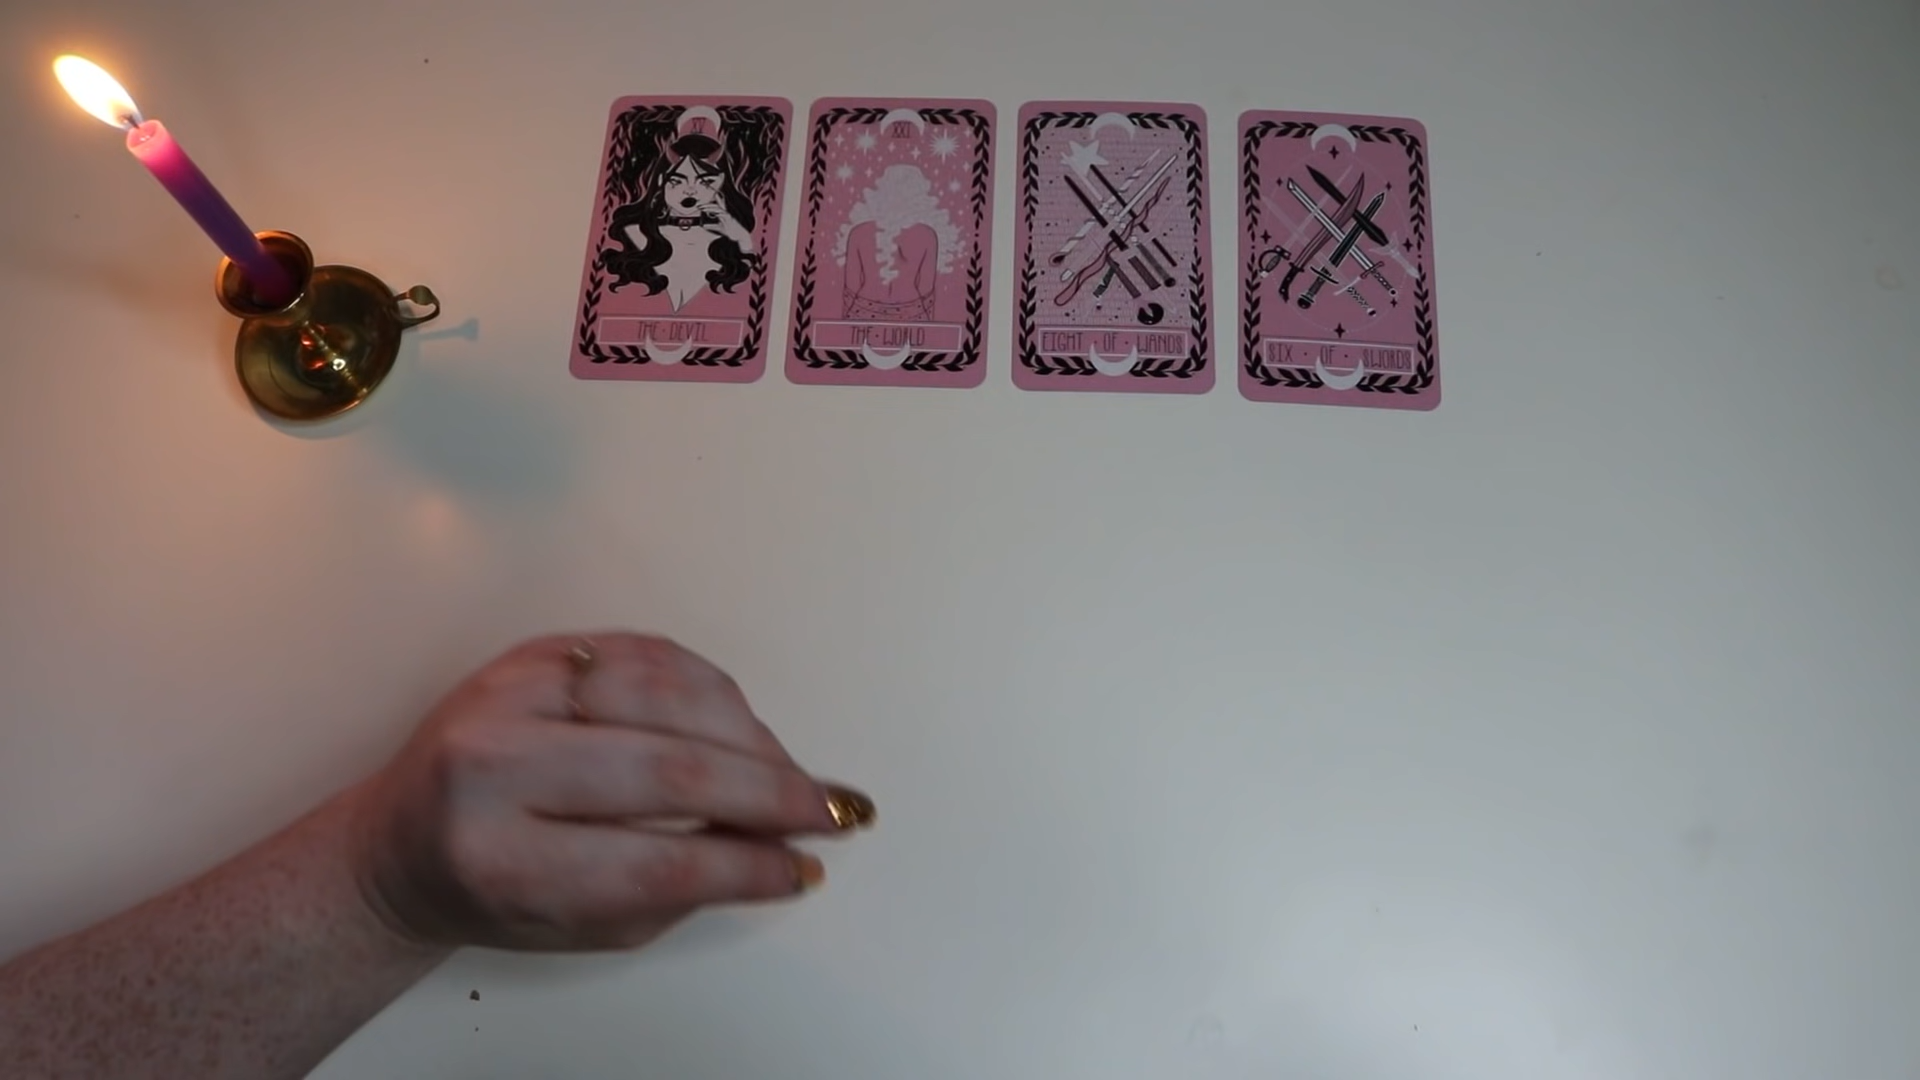 XV
THE · DEVIL
XXI
THE · WORLD
EIGHT · OF · WANDS
SIX · OF · SWORDS